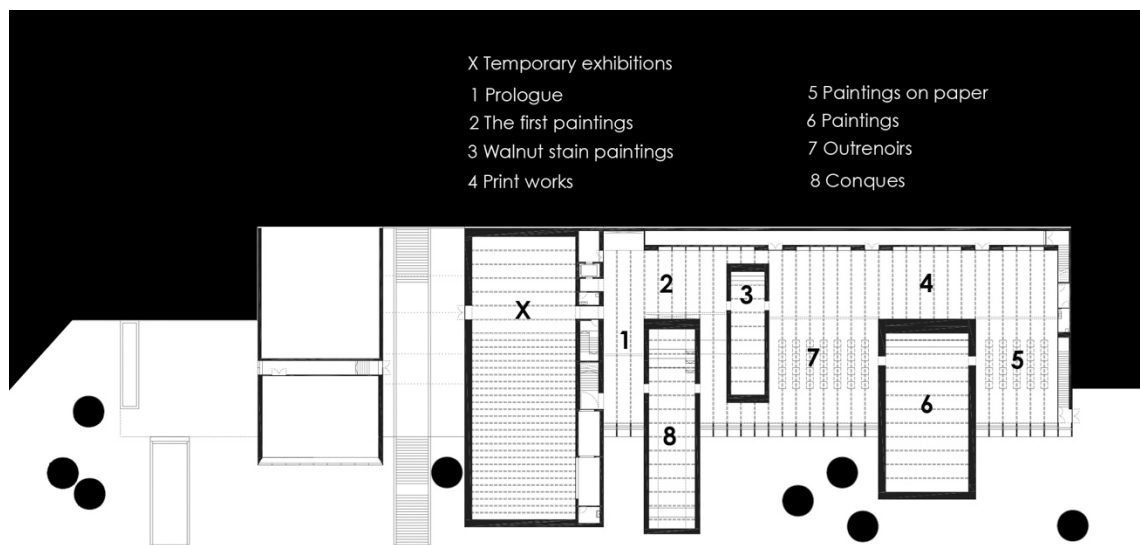 X Temporary exhibitions
1 Prologue
2 The first paintings
3 Walnut stain paintings
4 Print works
5 Paintings on paper
6 Paintings
7 Outrenoirs
8 Conques
2
3
4
X
1
7
5
6
8